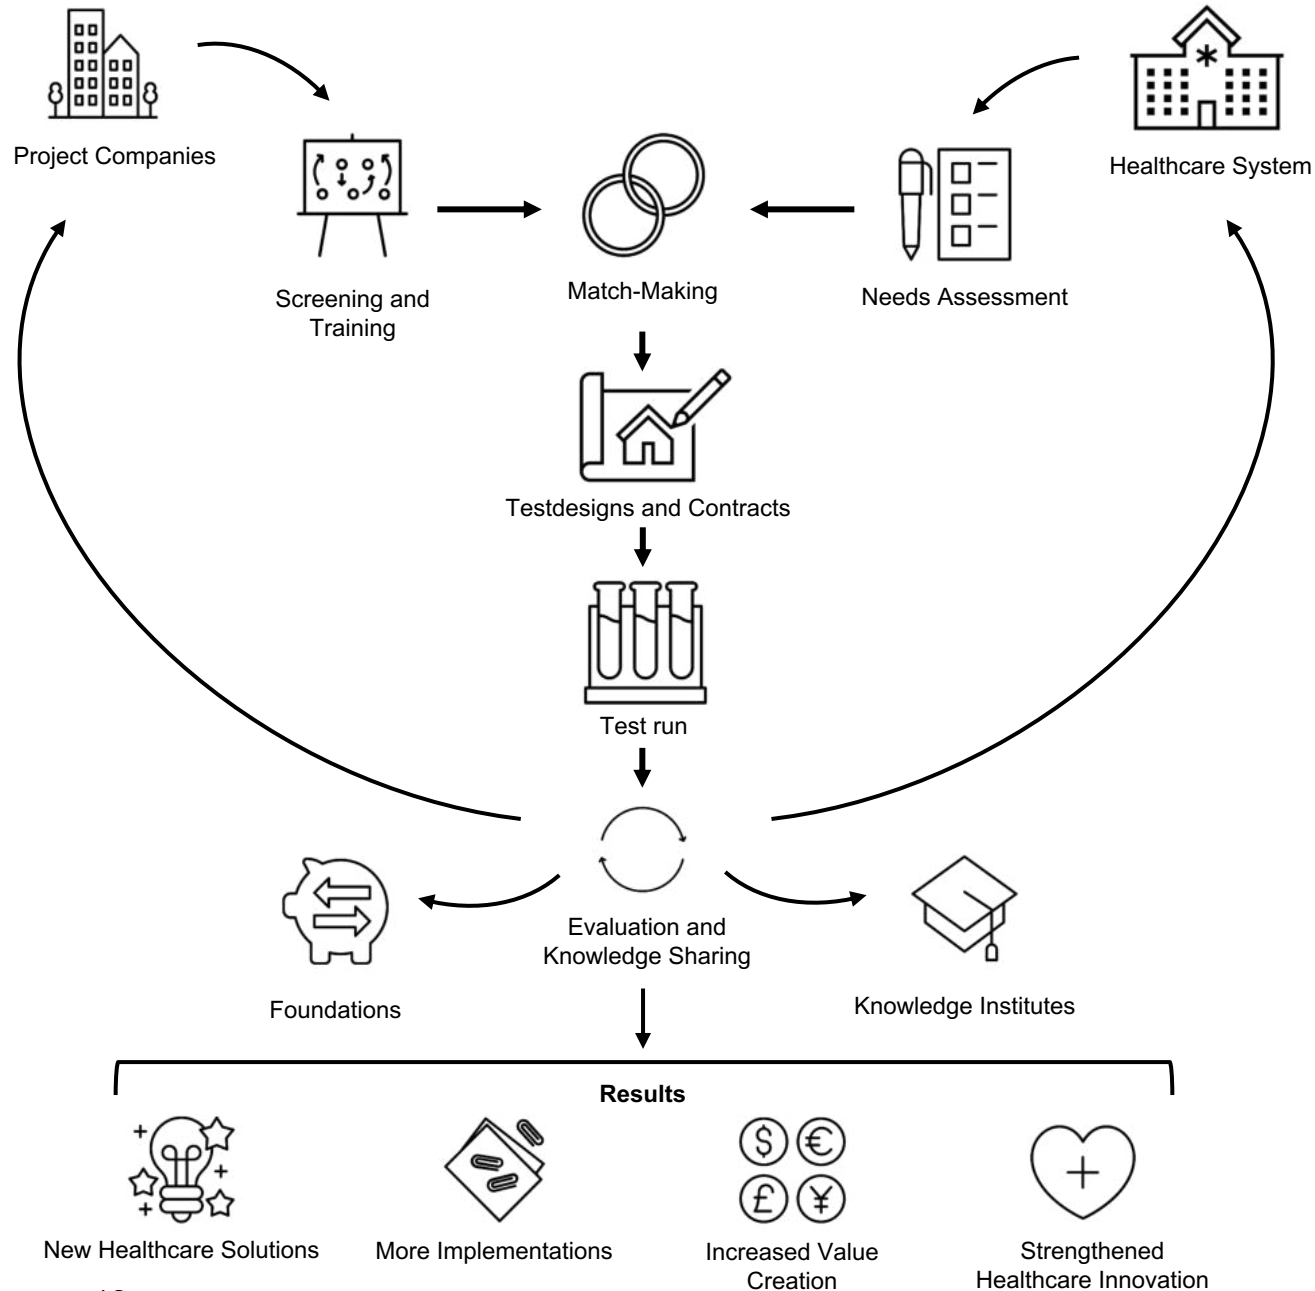 Project Companies
Healthcare System
Screening and
Training
Match-Making
Needs Assessment
Testdesigns and Contracts
Test run
Evaluation and
Knowledge Sharing
Foundations
Knowledge Institutes
Results
$ €
£ ¥
New Healthcare Solutions
More Implementations
Increased Value
Creation
Strengthened
Healthcare Innovation